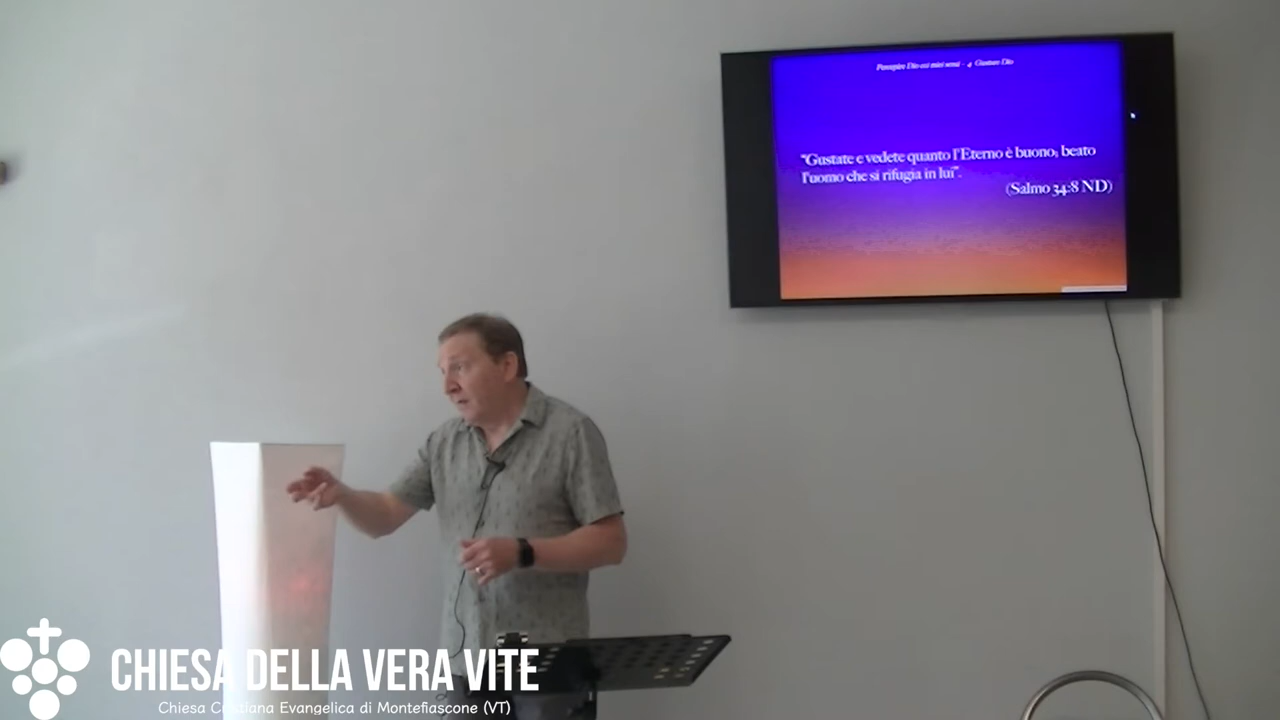 Percepire Dio coi miei sensi - 4 Gustare Dio
"Gustate e vedete quanto l'Eterno è buono; beato
l'uomo che si rifugia in lui".
(Salmo 34:8 ND)
CHIESA DELLA VERA VITE
Chiesa Cristiana Evangelica di Montefiascone (VT)